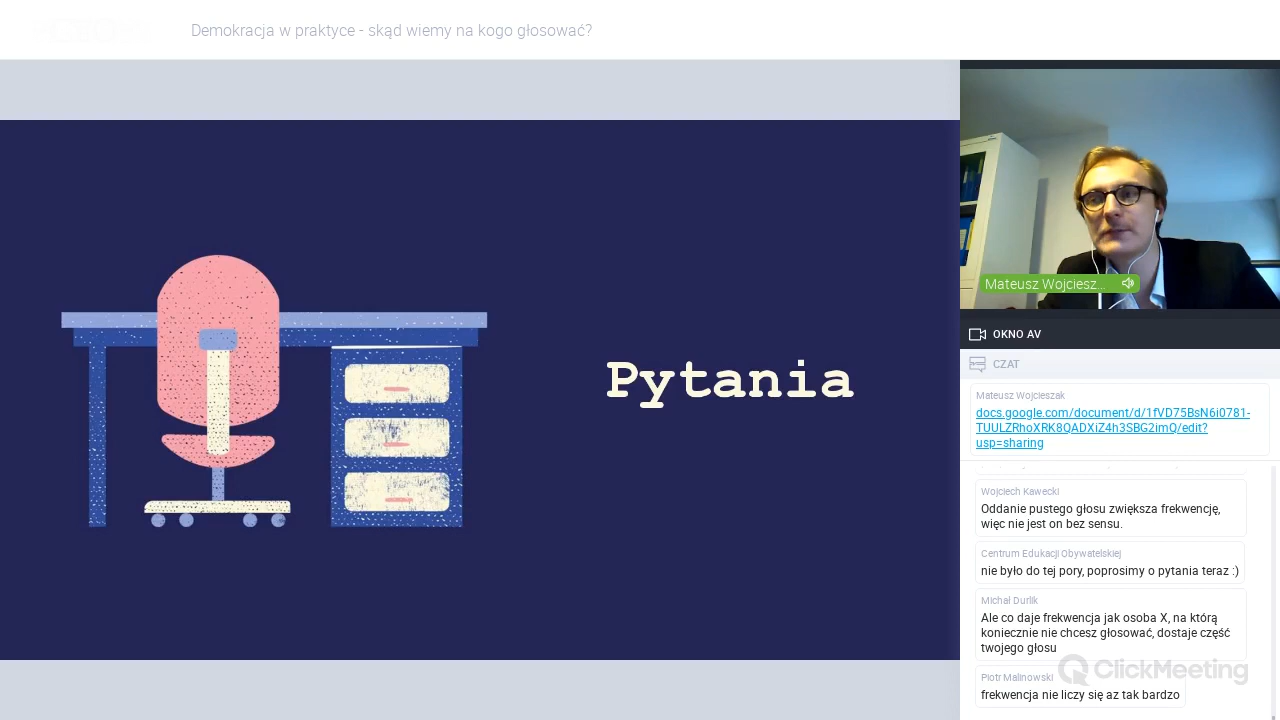 Demokracja w praktyce - skąd wiemy na kogo głosować?
Pytania
Mateusz Wojciesz...
OKNO AV
CZAT
Mateusz Wojcieszak
docs.google.com/document/d/1fVD75BsN6i0781-
TUULZRhoXRK8QADXiZ4h3SBG2imQ/edit?
usp=sharing
Wojciech Kawecki
Oddanie pustego głosu zwiększa frekwencję,
więc nie jest on bez sensu.
Centrum Edukacji Obywatelskiej
nie było do tej pory, poprosimy o pytania teraz :)
Michał Durlik
Ale co daje frekwencja jak osoba X, na którą
koniecznie nie chcesz głosować, dostaje część
twojego głosu
ClickMeeting
Piotr Malinowski
frekwencja nie liczy się az tak bardzo